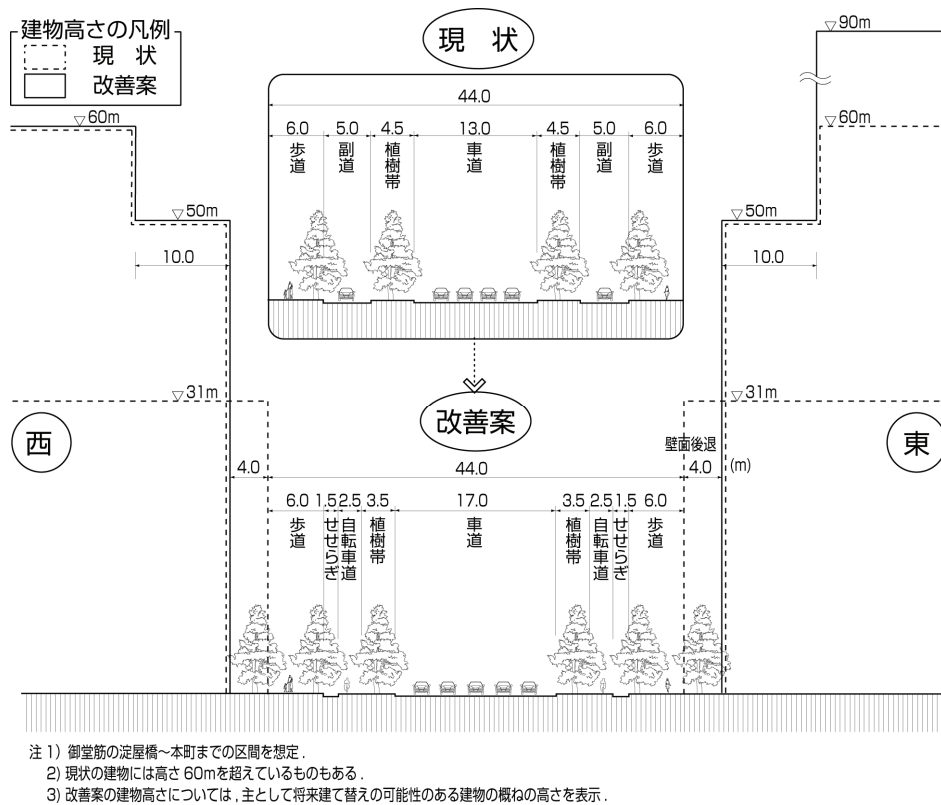 建物高さの凡例
現 状
改善案
現 状
90m
60m
60m
50m
50m
10.0
10.0
44.0
6.0 5.0 4.5 13.0 4.5 5.0 6.0
歩道 副道 植樹帯 車道 植樹帯 副道 歩道
31m
31m
改善案
西
東
壁面後退
4.0 44.0 4.0 (m)
6.0 1.5 2.5 3.5 17.0 3.5 2.5 1.5 6.0
歩道 せせらぎ 自転車道 植樹帯 車道 植樹帯 自転車道 せせらぎ 歩道
注 1) 御堂筋の淀屋橋〜本町までの区間を想定.
2) 現状の建物には高さ 60mを超えているものもある.
3) 改善案の建物高さについては,主として将来建て替えの可能性のある建物の概ねの高さを表示.